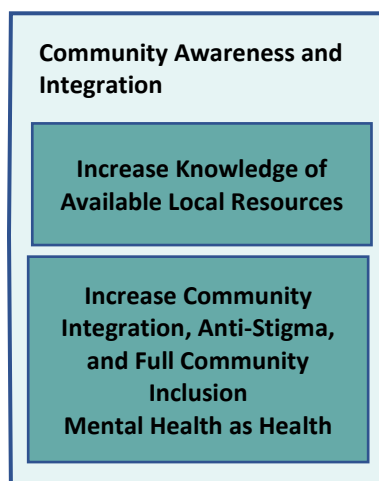 Community Awareness and
Integration
Increase Knowledge of
Available Local Resources
Increase Community
Integration, Anti-Stigma,
and Full Community
Inclusion
Mental Health as Health